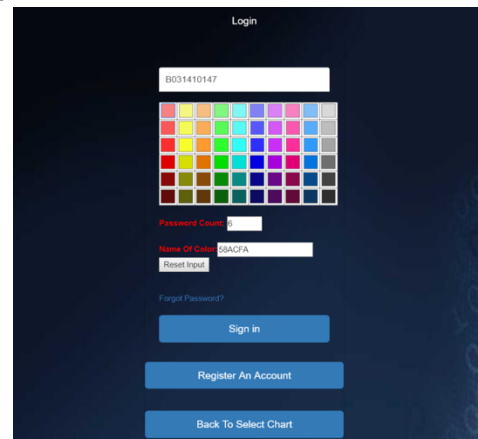 Login
B031410147
Password Count: 6
Name Of Color: 58ACFA
Reset Input
Forgot Password?
Sign in
Register An Account
Back To Select Chart